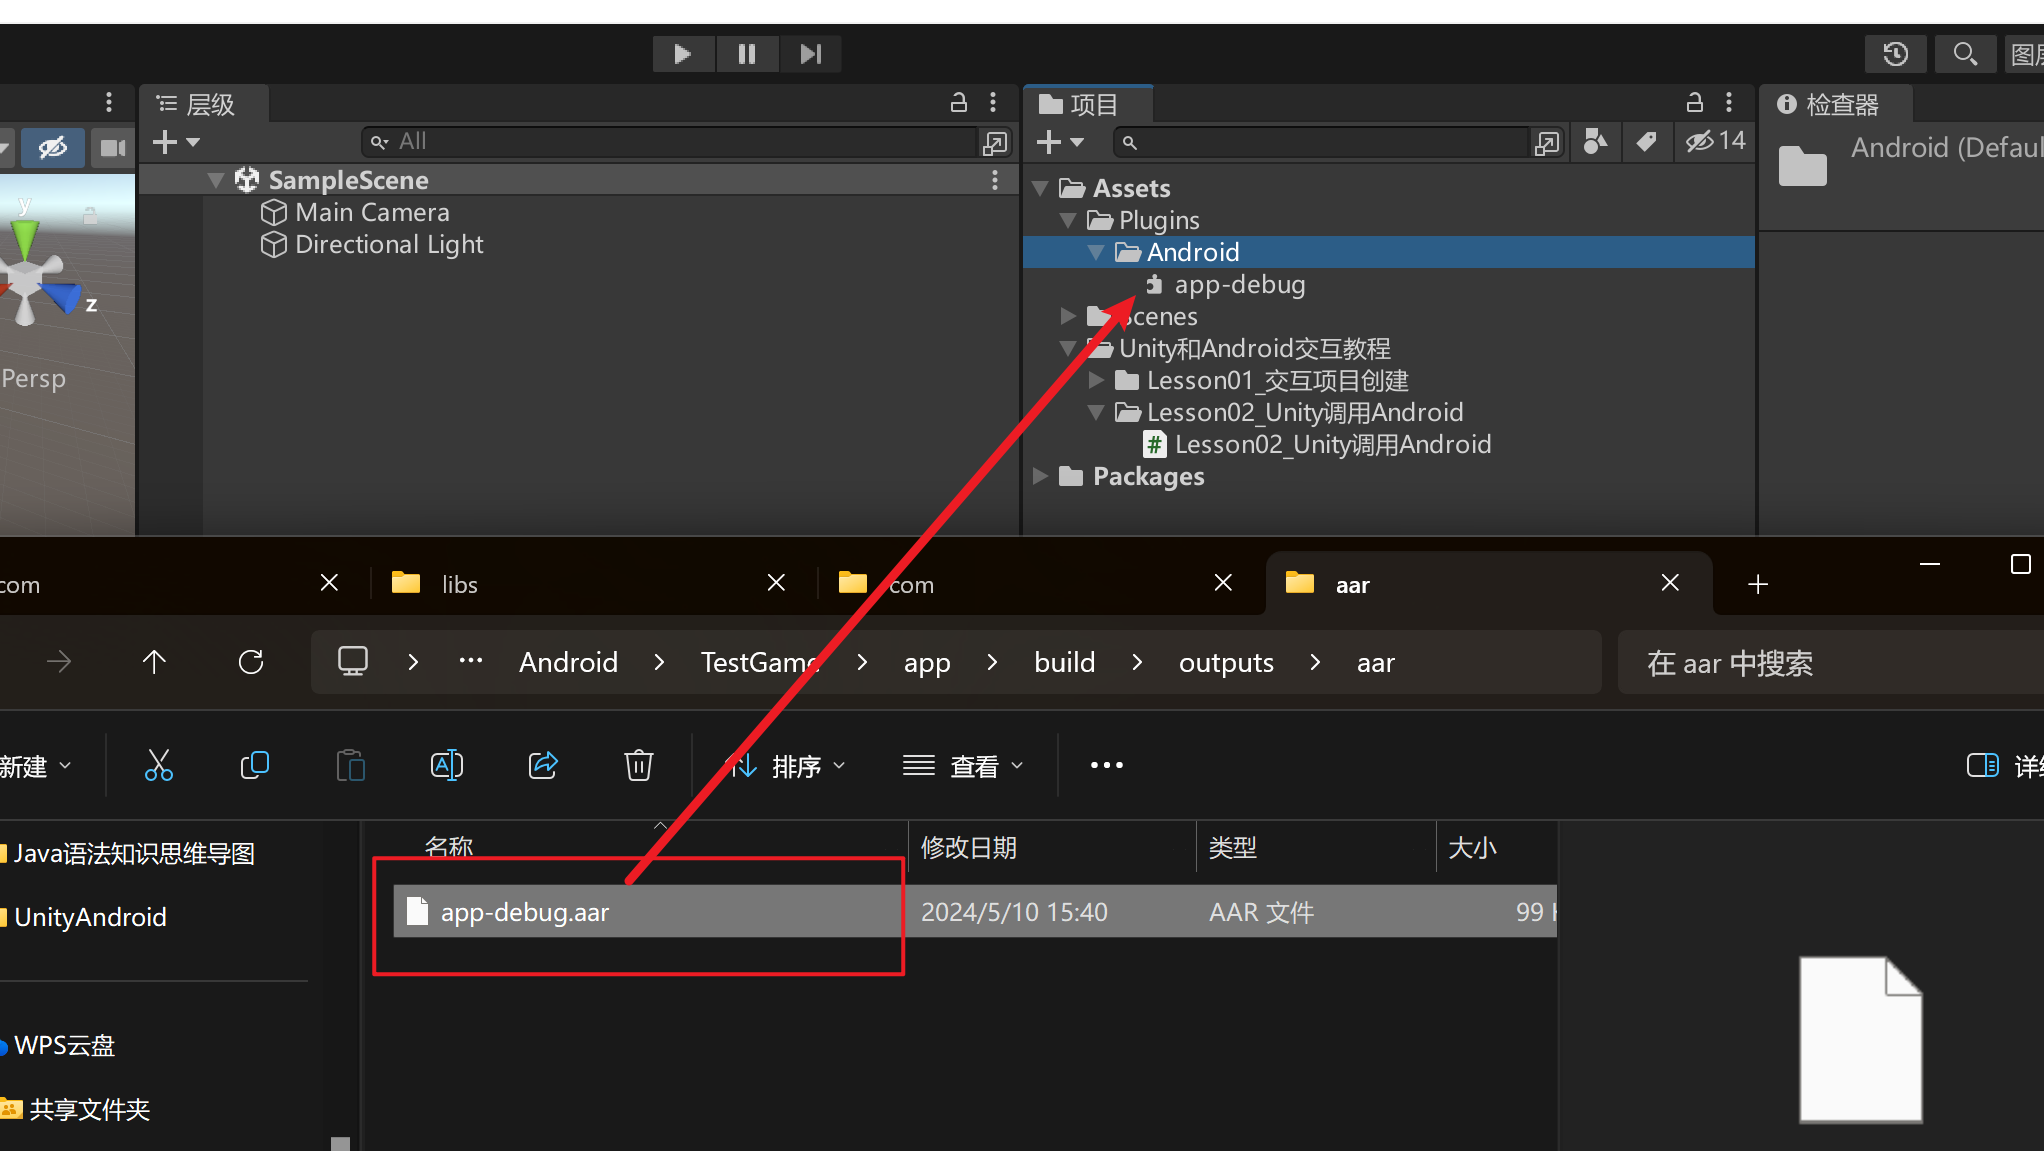 图层
层级
项目
检查器
All
14
Android (Defaul
SampleScene
Main Camera
Directional Light
Assets
Plugins
Android
app-debug
Scenes
Unity和Android交互教程
Lesson01_交互项目创建
Lesson02_Unity调用Android
Lesson02_Unity调用Android
Packages
y
z
Persp
com
libs
com
aar
Android
TestGame
app
build
outputs
aar
在 aar 中搜索
新建
排序
查看
详细
名称
修改日期
类型
大小
Java语法知识思维导图
UnityAndroid
WPS云盘
共享文件夹
app-debug.aar
2024/5/10 15:40
AAR 文件
99